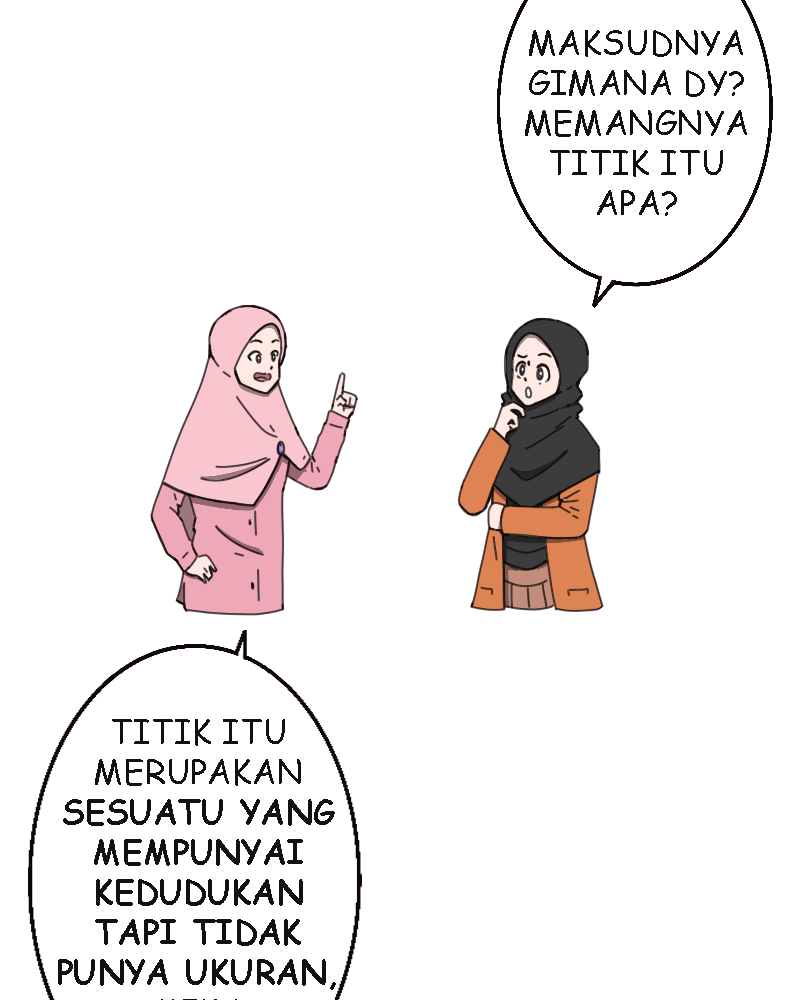 MAKSUDNYA
GIMANA DY?
MEMANGNYA
TITIK ITU
APA?
TITIK ITU
MERUPAKAN
SESUATU YANG
MEMPUNYAI
KEDUDUKAN
TAPI TIDAK
PUNYA UKURAN,